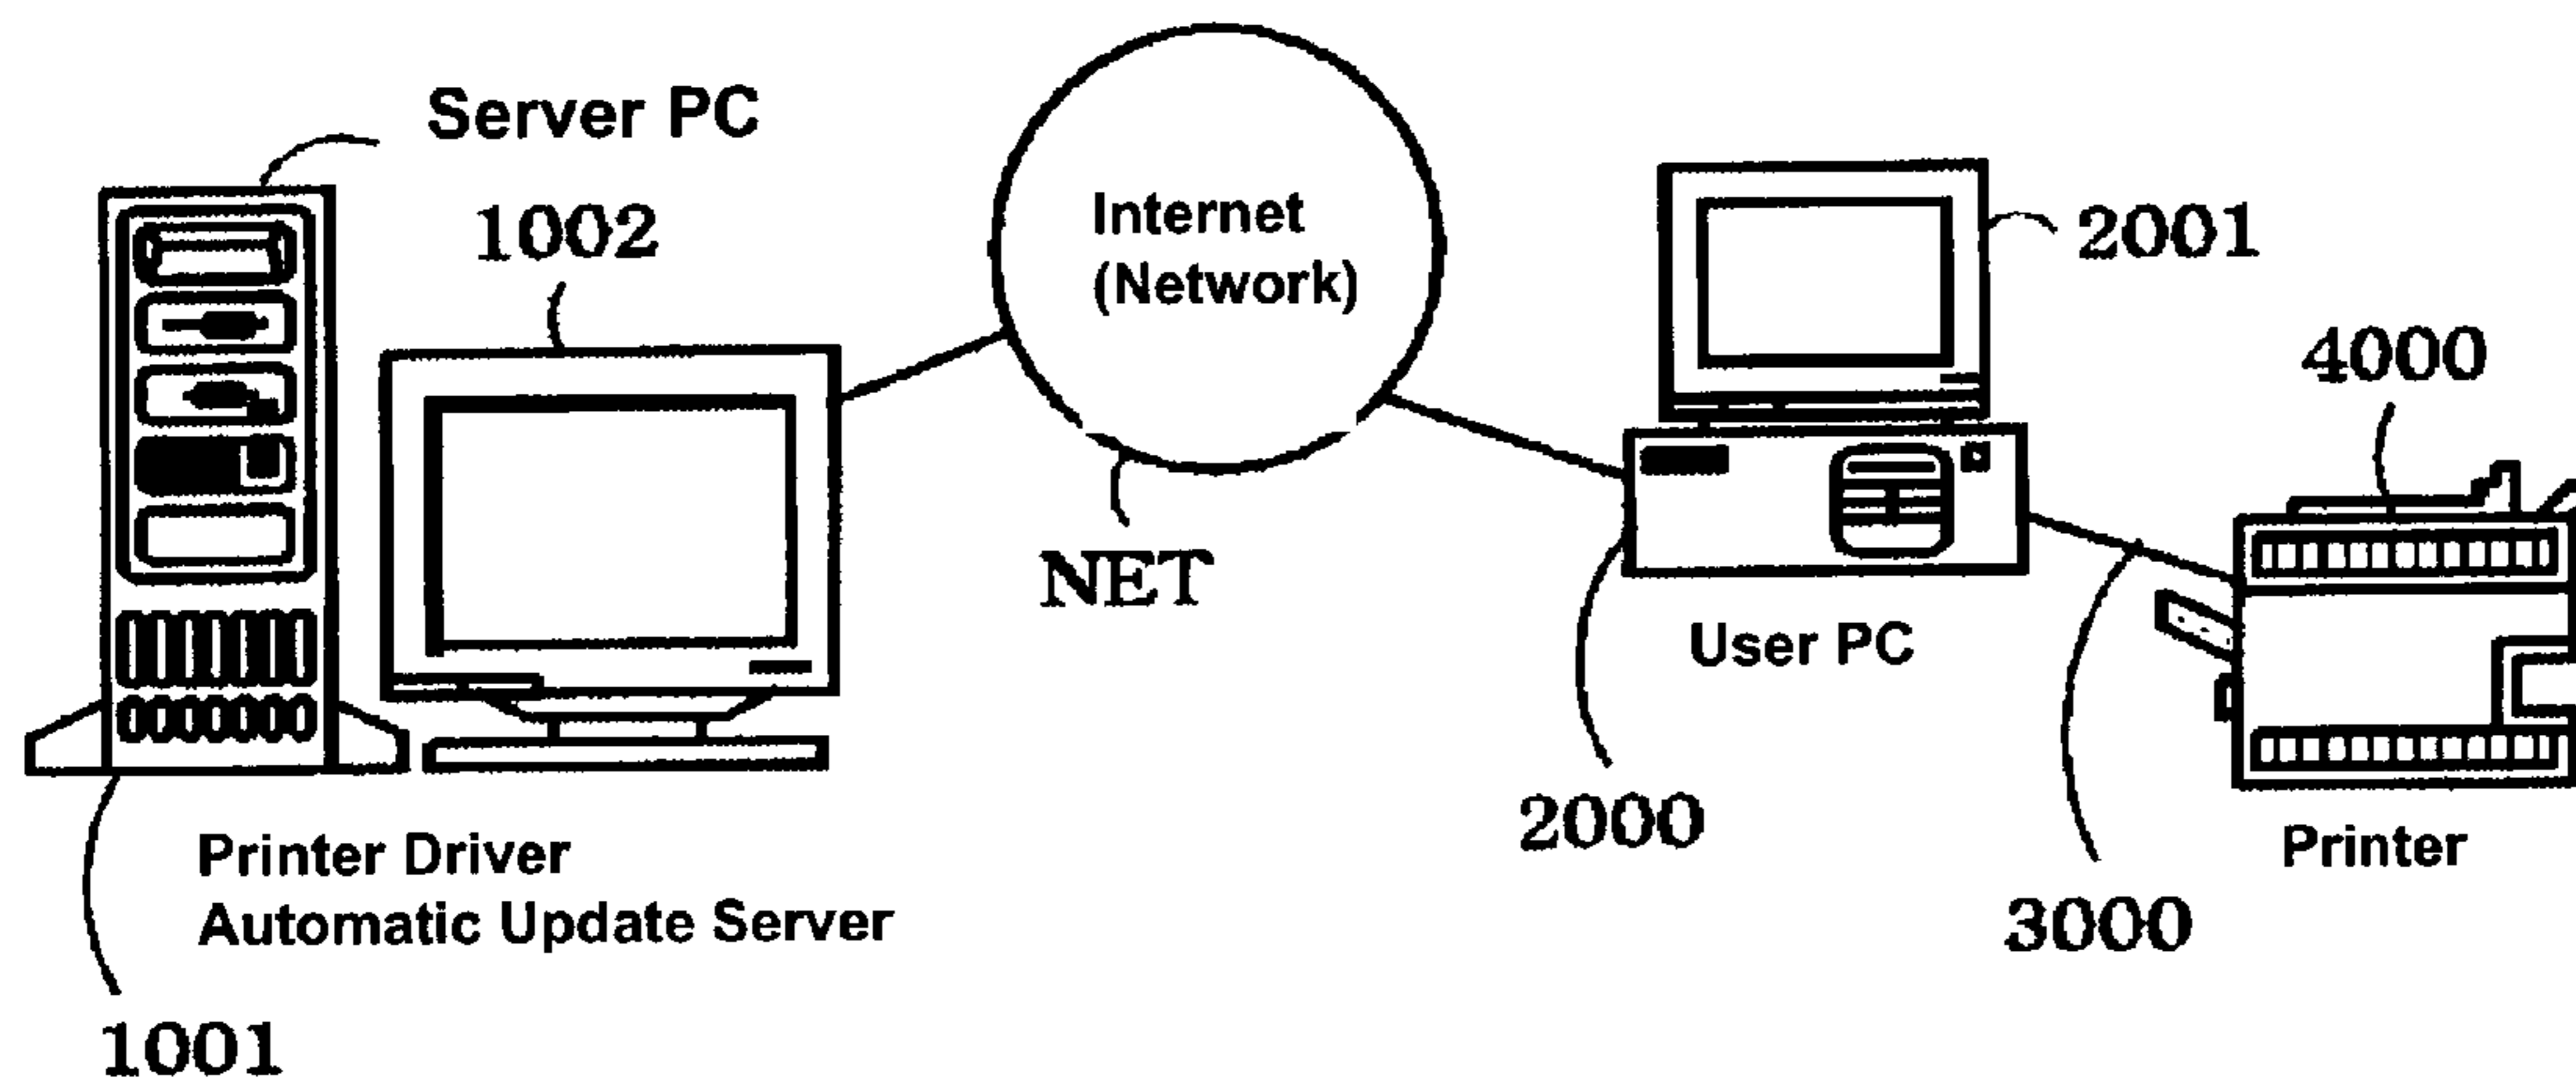 Server PC
1002
Internet
(Network)
2001
4000
NET
User PC
2000
Printer
3000
Printer Driver
Automatic Update Server
1001